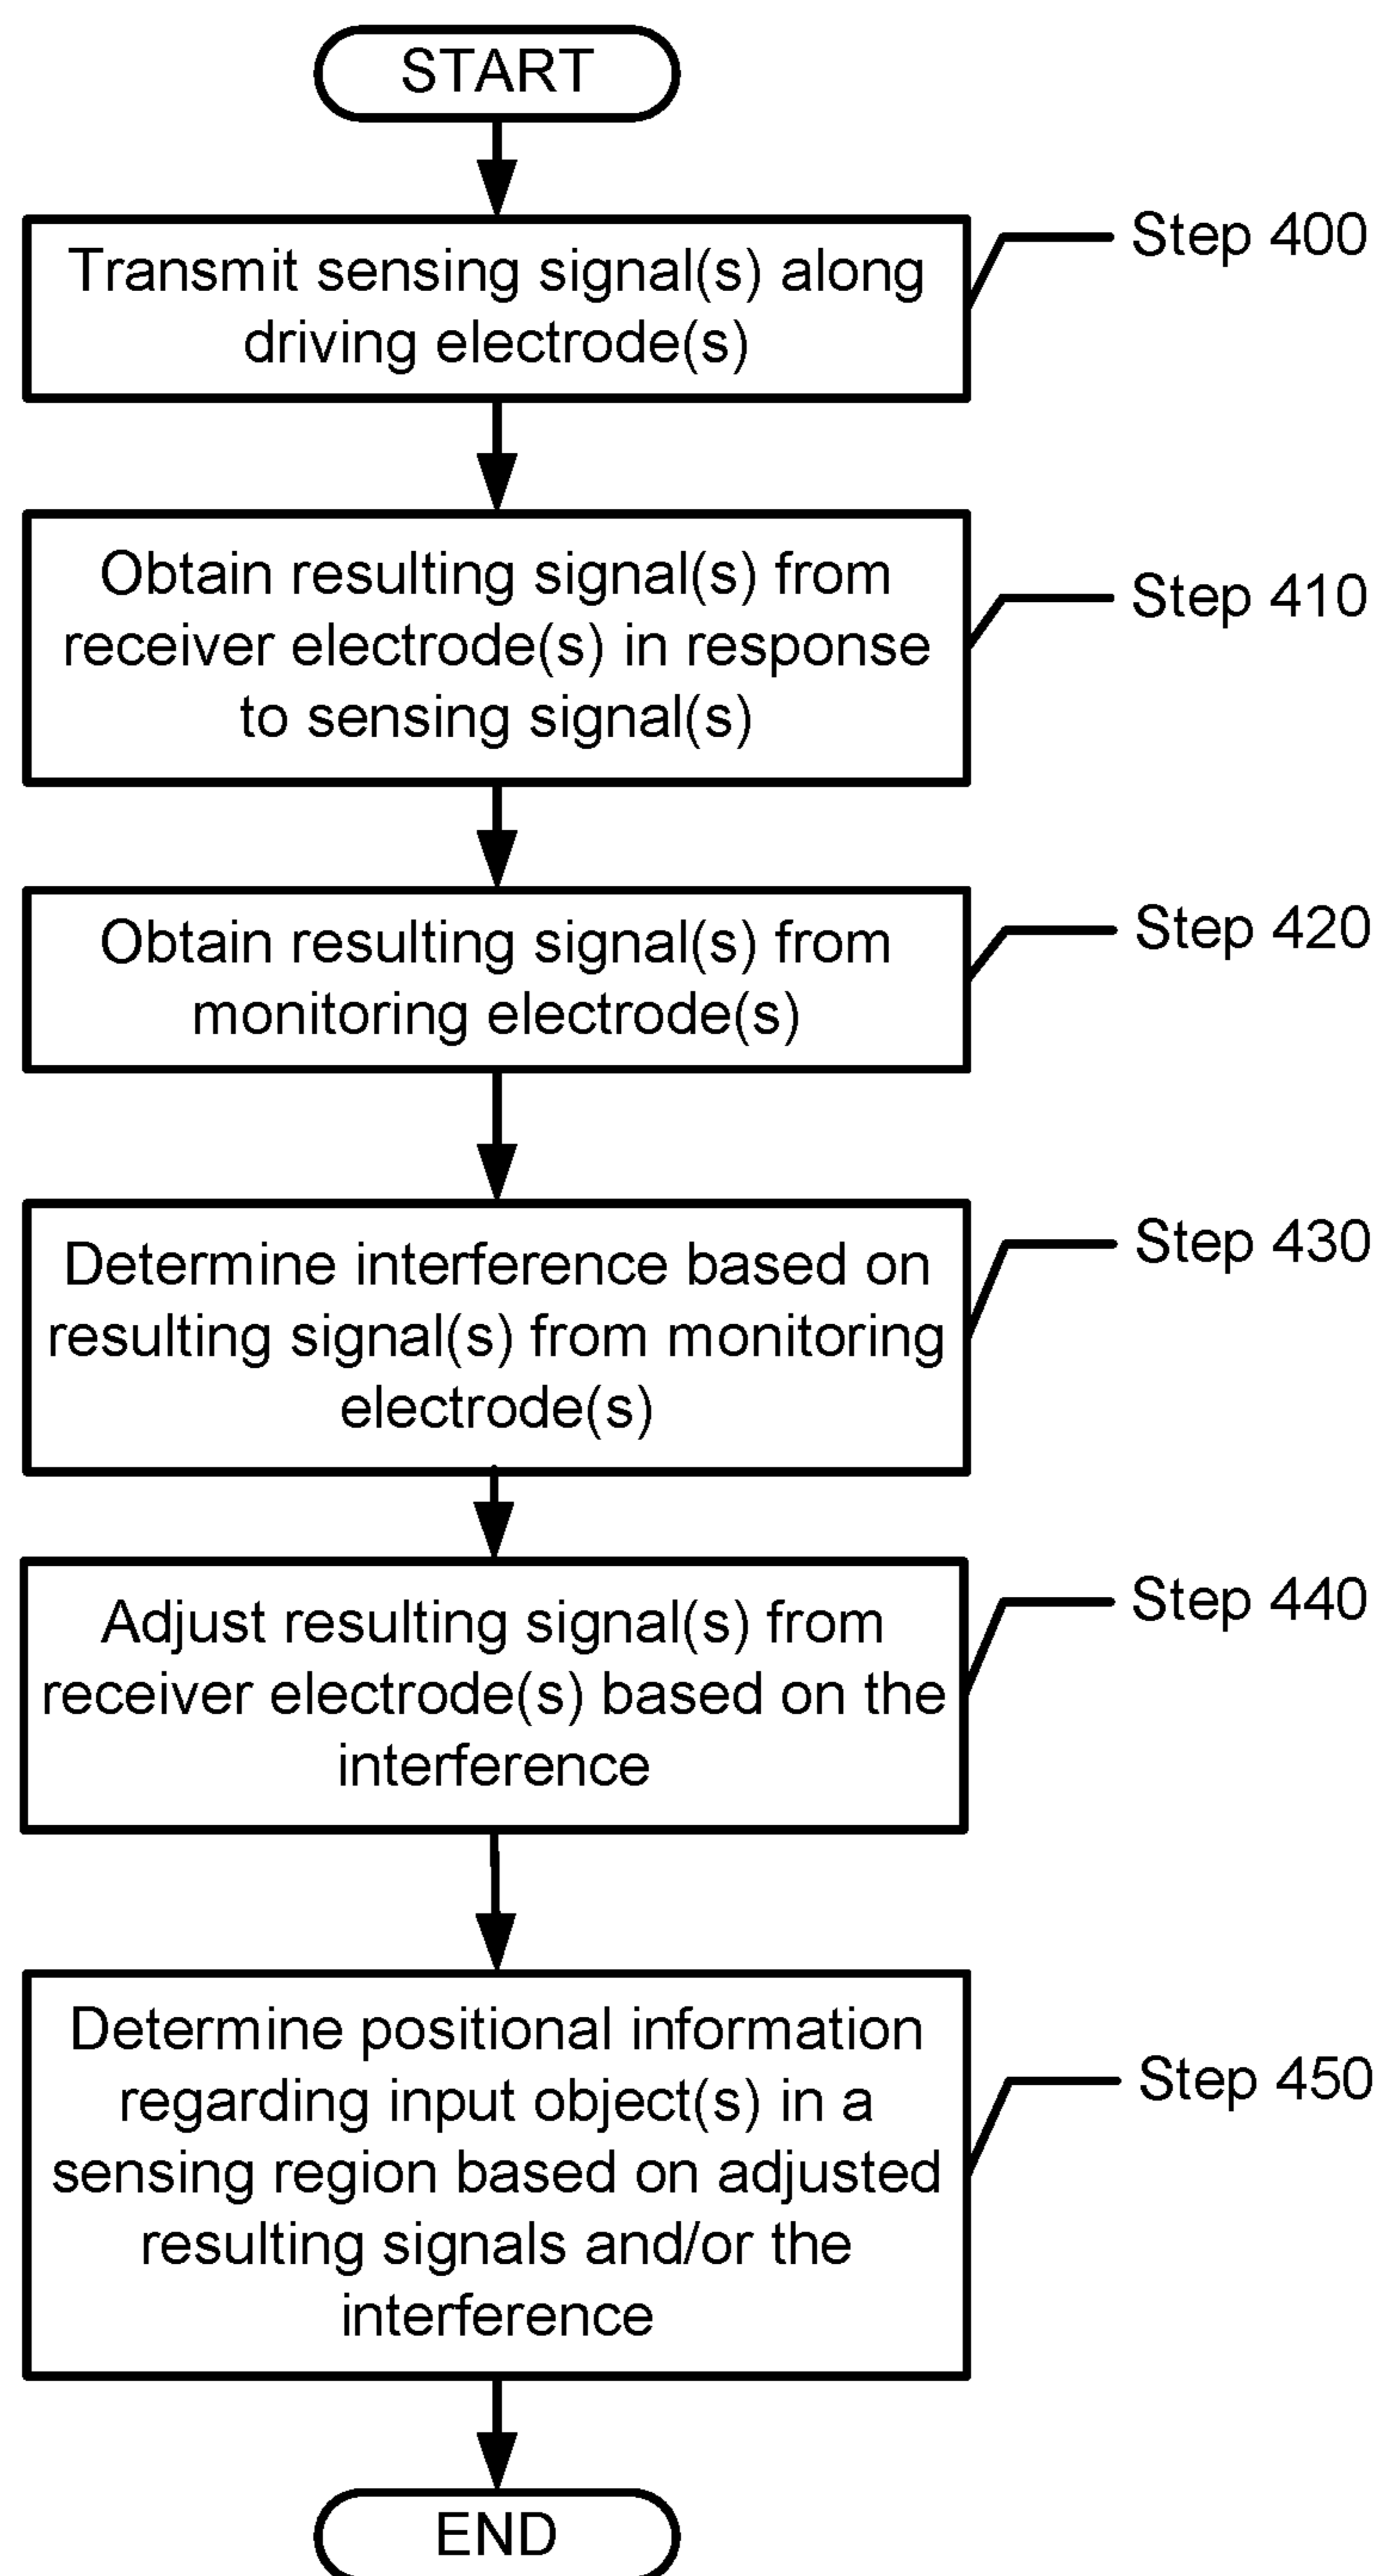 START
Transmit sensing signal(s) along
driving electrode(s)
Step 400
Obtain resulting signal(s) from
receiver electrode(s) in response
to sensing signal(s)
Step 410
Obtain resulting signal(s) from
monitoring electrode(s)
Step 420
Determine interference based on
resulting signal(s) from monitoring
electrode(s)
Step 430
Adjust resulting signal(s) from
receiver electrode(s) based on the
interference
Step 440
Determine positional information
regarding input object(s) in a
sensing region based on adjusted
resulting signals and/or the
interference
Step 450
END